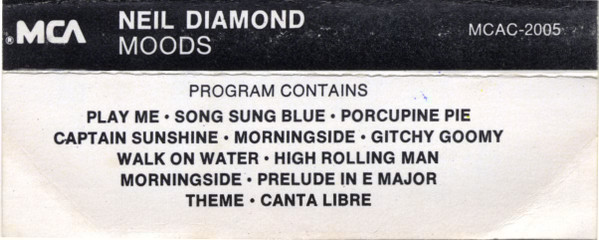 ® MCA
NEIL DIAMOND
MOODS
MCAC-2005
PROGRAM CONTAINS
PLAY ME • SONG SUNG BLUE • PORCUPINE PIE
CAPTAIN SUNSHINE • MORNINGSIDE • GITCHY GOOMY
WALK ON WATER • HIGH ROLLING MAN
MORNINGSIDE • PRELUDE IN E MAJOR
THEME • CANTA LIBRE